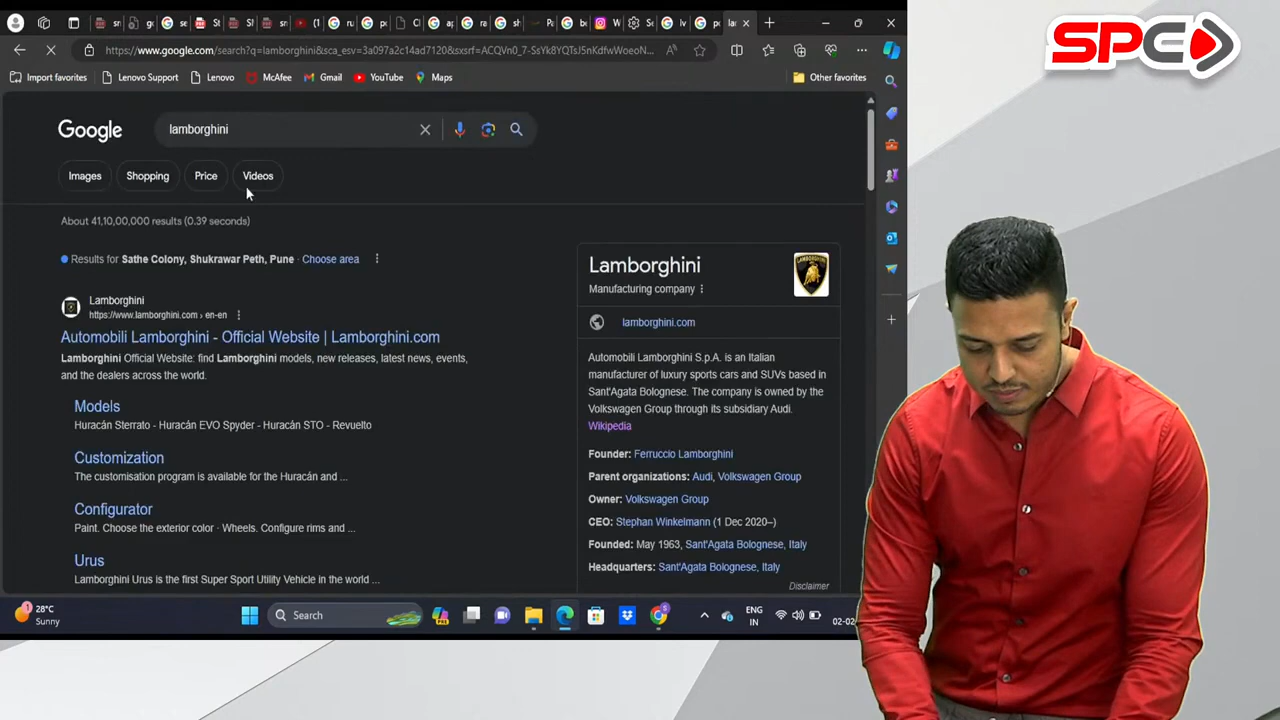 SPC
https://www.google.com/search?q=lamborghini&sca_esv=
Import favorites
Lenovo Support
Lenovo
McAfee
Gmail
YouTube
Maps
Other favorites
Google
lamborghini
Images
Shopping
Price
Videos
About 41,10,00,000 results (0.39 seconds)
Results for Sathe Colony, Shukrawar Peth, Pune · Choose area
Lamborghini
https://www.lamborghini.com › en-en
Automobili Lamborghini - Official Website | Lamborghini.com
Lamborghini Official Website: find Lamborghini models, new releases, latest news, events,
and the dealers across the world.
Models
Huracán Sterrato - Huracán EVO Spyder - Huracán STO - Revuelto
Customization
The customisation program is available for the Huracán and ...
Configurator
Paint. Choose the exterior color · Wheels. Configure rims and ...
Urus
Lamborghini Urus is the first Super Sport Utility Vehicle in the world ...
Lamborghini
Manufacturing company
lamborghini.com
Automobili Lamborghini S.p.A. is an Italian
manufacturer of luxury sports cars and SUVs based in
Sant'Agata Bolognese. The company is owned by the
Volkswagen Group through its subsidiary Audi.
Wikipedia
Founder: Ferruccio Lamborghini
Parent organizations: Audi, Volkswagen Group
Owner: Volkswagen Group
CEO: Stephan Winkelmann (1 Dec 2020–)
Founded: May 1963, Sant'Agata Bolognese, Italy
Headquarters: Sant'Agata Bolognese, Italy
Disclaimer
28°C
Sunny
Search
ENG
IN
02-02